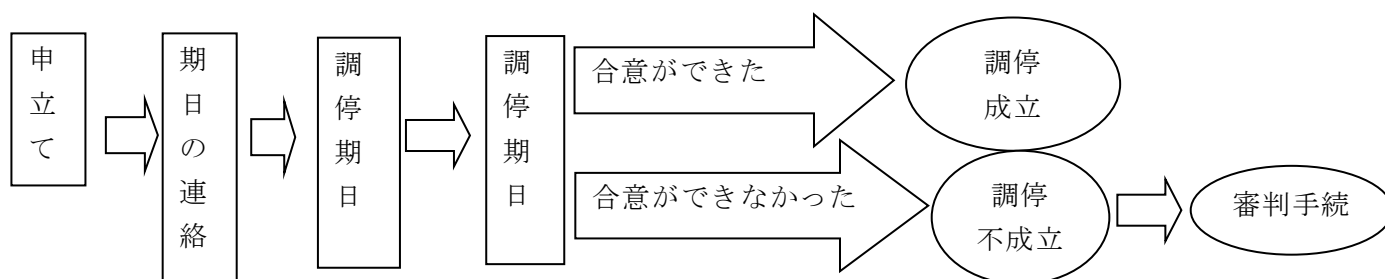 申立て
期日の連絡
調停期日
調停期日
合意ができた
調停
成立
合意ができなかった
調停
不成立
審判手続